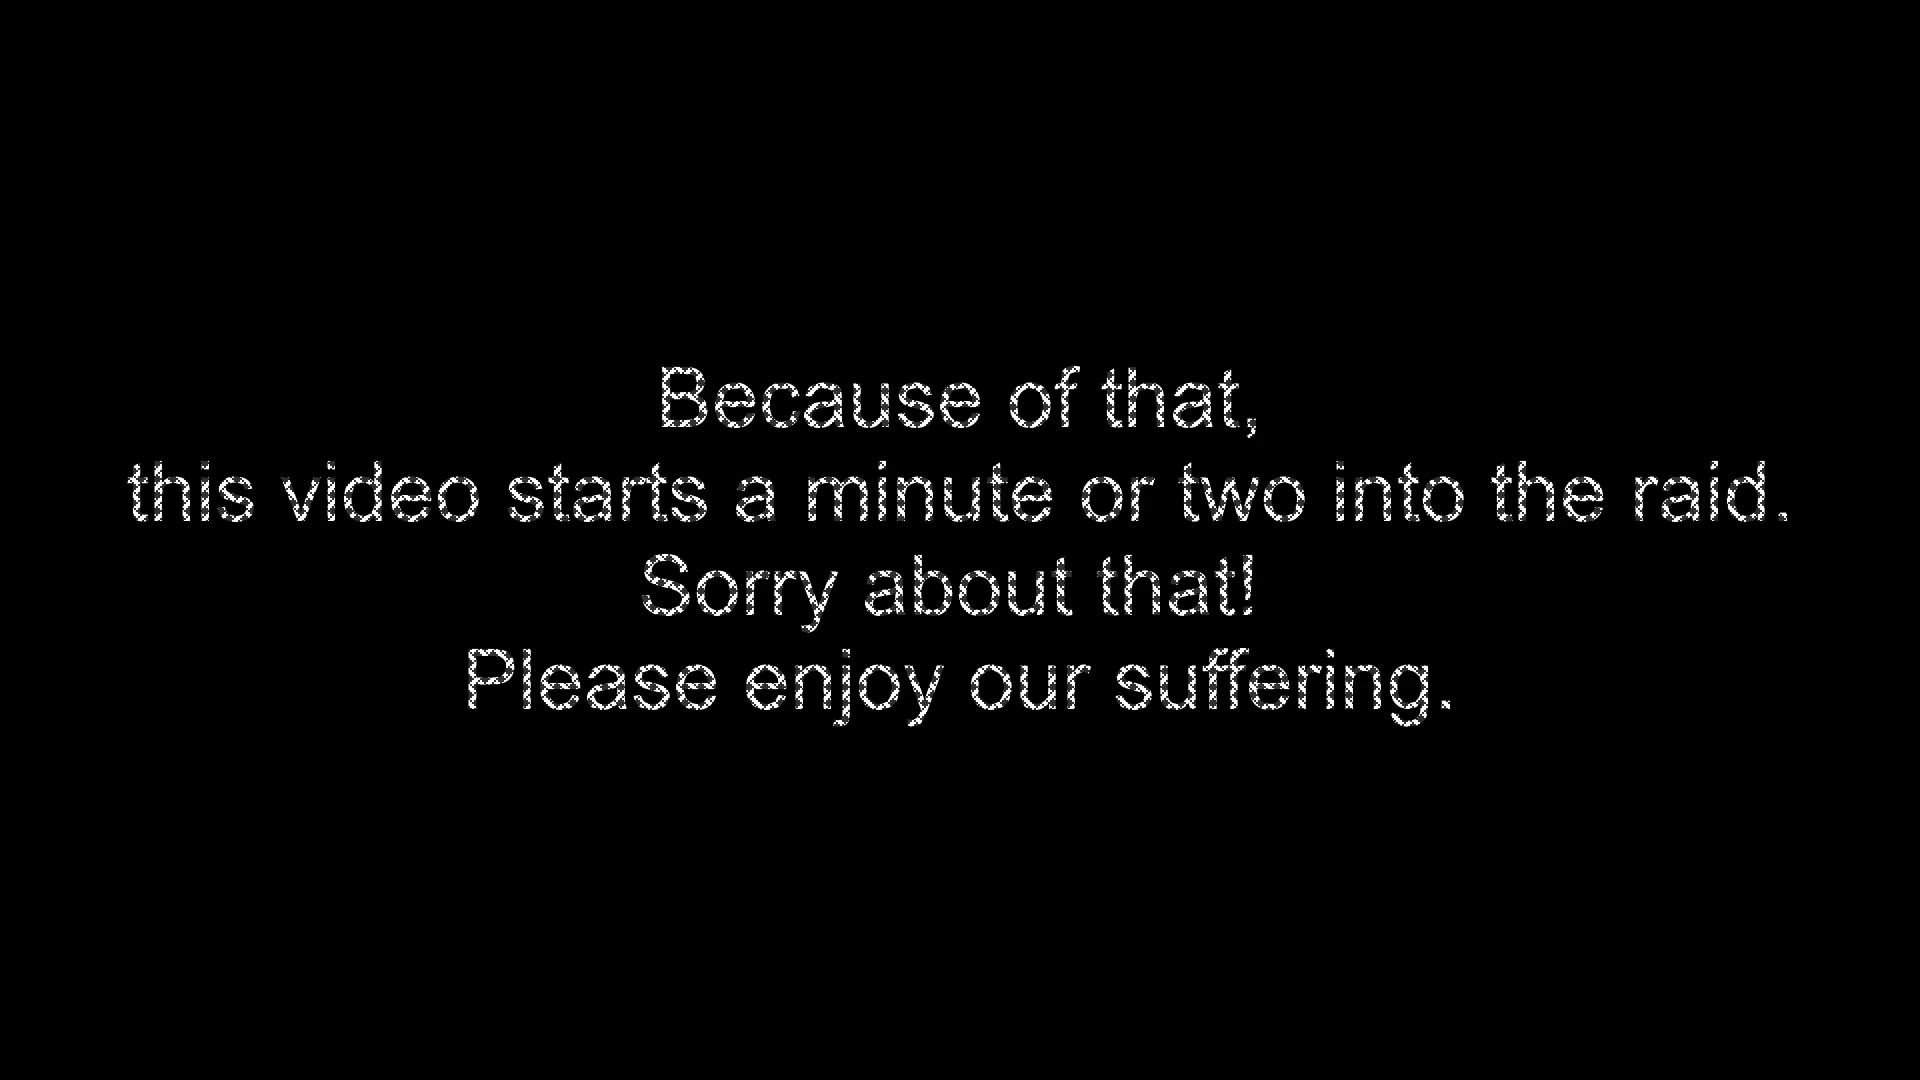 Because of that,
this video starts a minute or two into the raid.
Sorry about that!
Please enjoy our suffering.